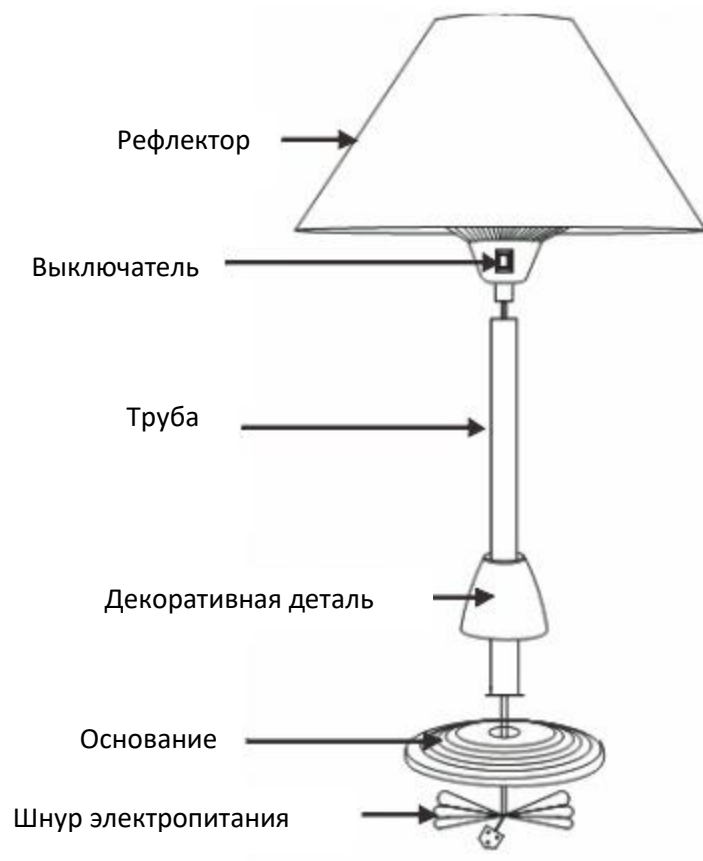 Рефлектор
Выключатель
Труба
Декоративная деталь
Основание
Шнур электропитания